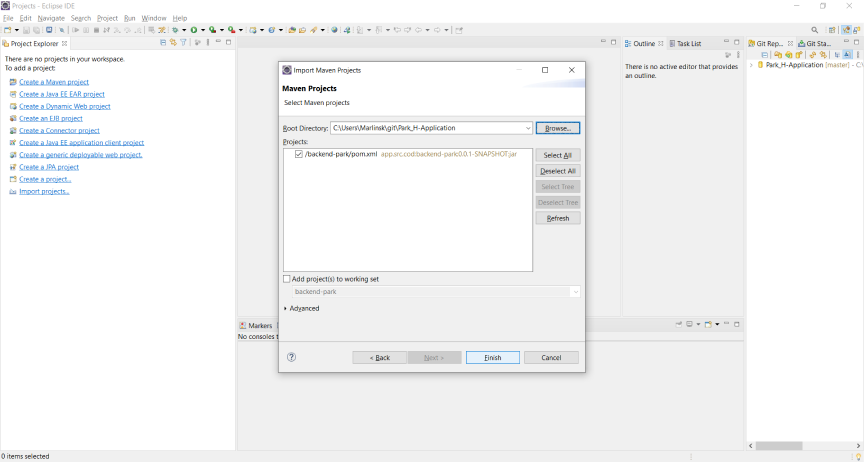 Projects - Eclipse IDE
File Edit Navigate Search Project Run Window Help
Project Explorer
There are no projects in your workspace.
To add a project:
Create a Maven project
Create a Java EE EAR project
Create a Dynamic Web project
Create an EJB project
Create a Connector project
Create a Java EE application client project
Create a generic deployable web project.
Create a JPA project
Create a project...
Import projects...
Import Maven Projects
Maven Projects
Select Maven projects
Root Directory: C:\Users\Marlinsk\git\Park_H-Application Browse...
Projects:
/backend-park/pom.xml app.src.cod:backend-park:0.0.1-SNAPSHOT:jar
Select All
Deselect All
Select Tree
Deselect Tree
Refresh
Add project(s) to working set
backend-park
Advanced
? < Back Next > Finish Cancel
Markers
No consoles t
Outline Task List
There is no active editor that provides
an outline.
Git Rep... Git Sta...
Park_H-Application [master] - C:\
0 items selected